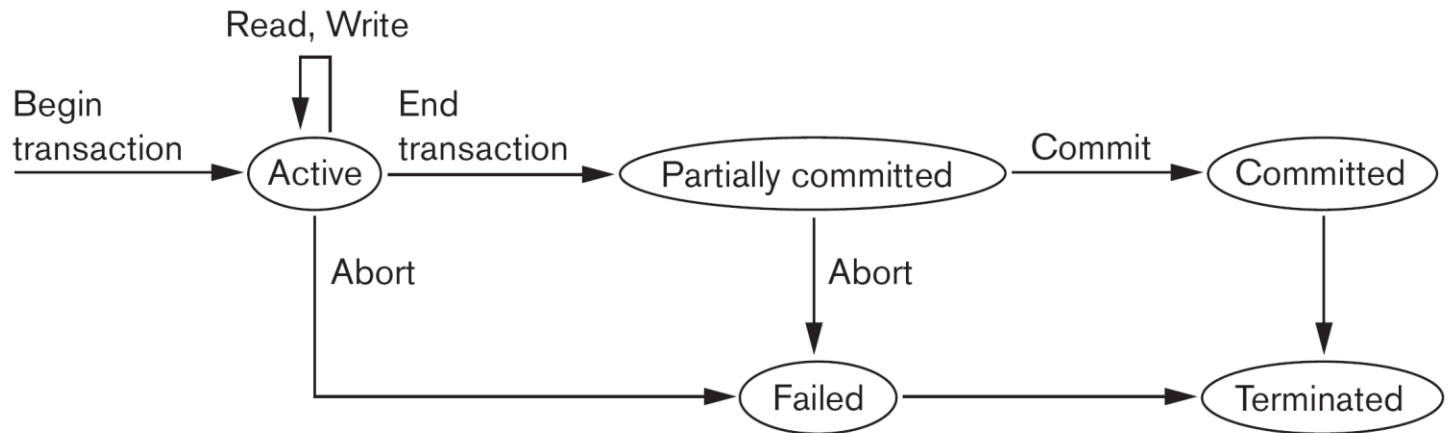 Read, Write
Begin
transaction
End
transaction
Active
Partially committed
Commit
Committed
Abort
Abort
Failed
Terminated